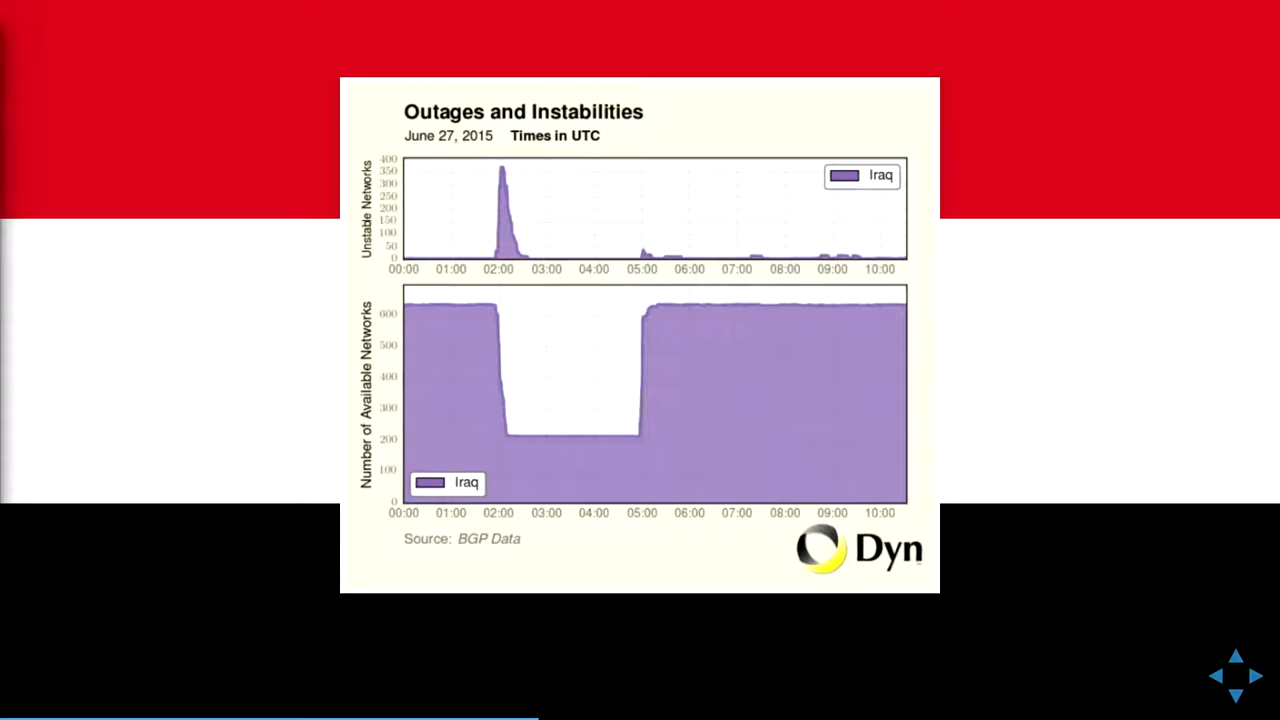 Outages and Instabilities
June 27, 2015 Times in UTC
Unstable Networks
400
350
300
250
200
150
100
50
0
Iraq
00:00 01:00 02:00 03:00 04:00 05:00 06:00 07:00 08:00 09:00 10:00
Number of Available Networks
600
500
400
300
200
100
0
Iraq
00:00 01:00 02:00 03:00 04:00 05:00 06:00 07:00 08:00 09:00 10:00
Source: BGP Data
Dyn